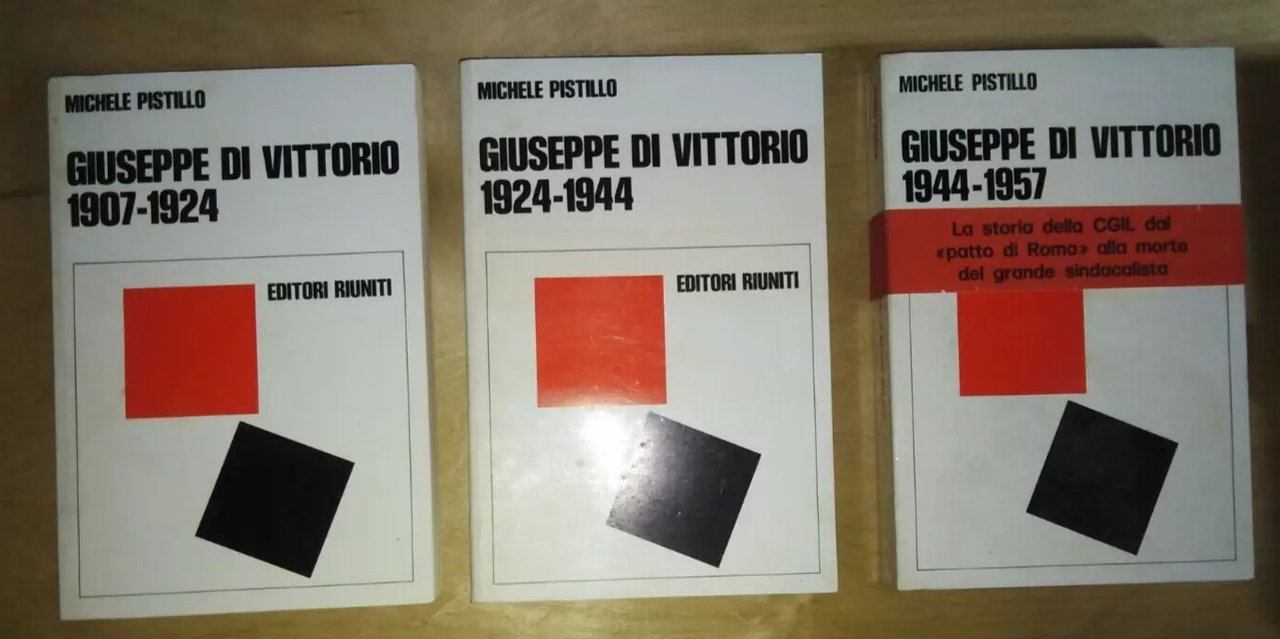 MICHELE PISTILLO
GIUSEPPE DI VITTORIO
1907-1924
EDITORI RIUNITI
MICHELE PISTILLO
GIUSEPPE DI VITTORIO
1924-1944
EDITORI RIUNITI
MICHELE PISTILLO
GIUSEPPE DI VITTORIO
1944-1957
La storia della CGIL dal
«patto di Roma» alla morte
del grande sindacalista